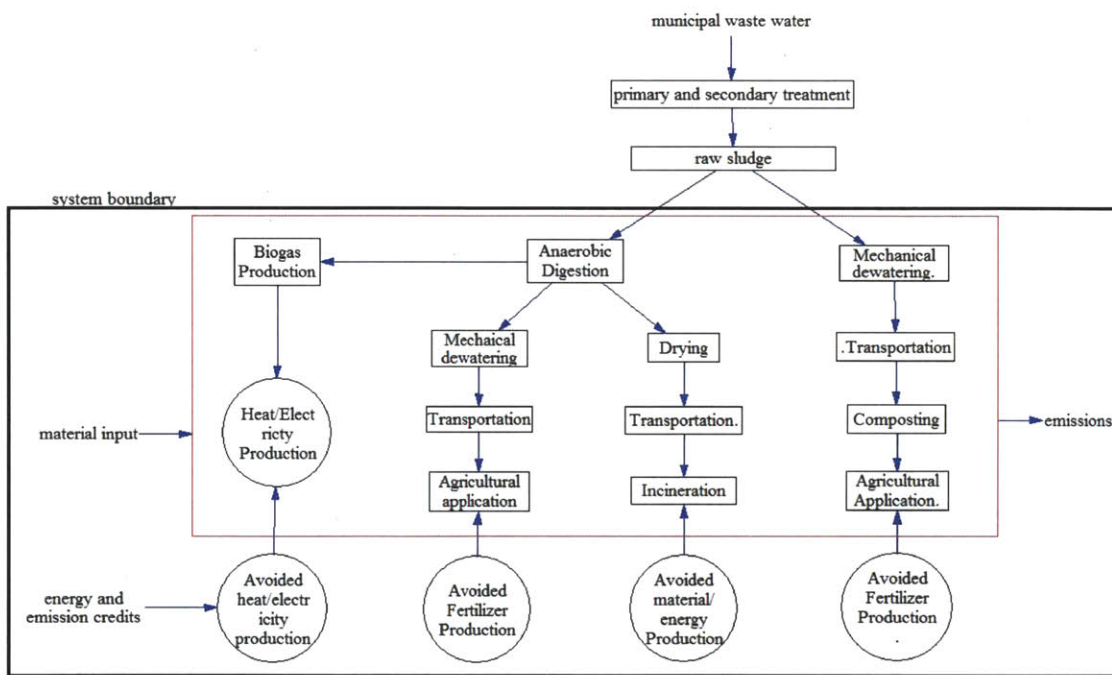 municipal waste water
primary and secondary treatment
raw sludge
system boundary
Biogas
Production
Anaerobic
Digestion
Mechanical
dewatering.
Mechaical
dewatering
Drying
.Transportation
Heat/Elect
ricty
Production
Transportation
Transportation.
Composting
material input
emissions
Agricultural
application
Incineration
Agricultural
Application.
energy and
emission credits
Avoided
heat/electr
icity
production
Avoided
Fertilizer
Production
Avoided
material/
energy
Production
Avoided
Fertilizer
Production
.